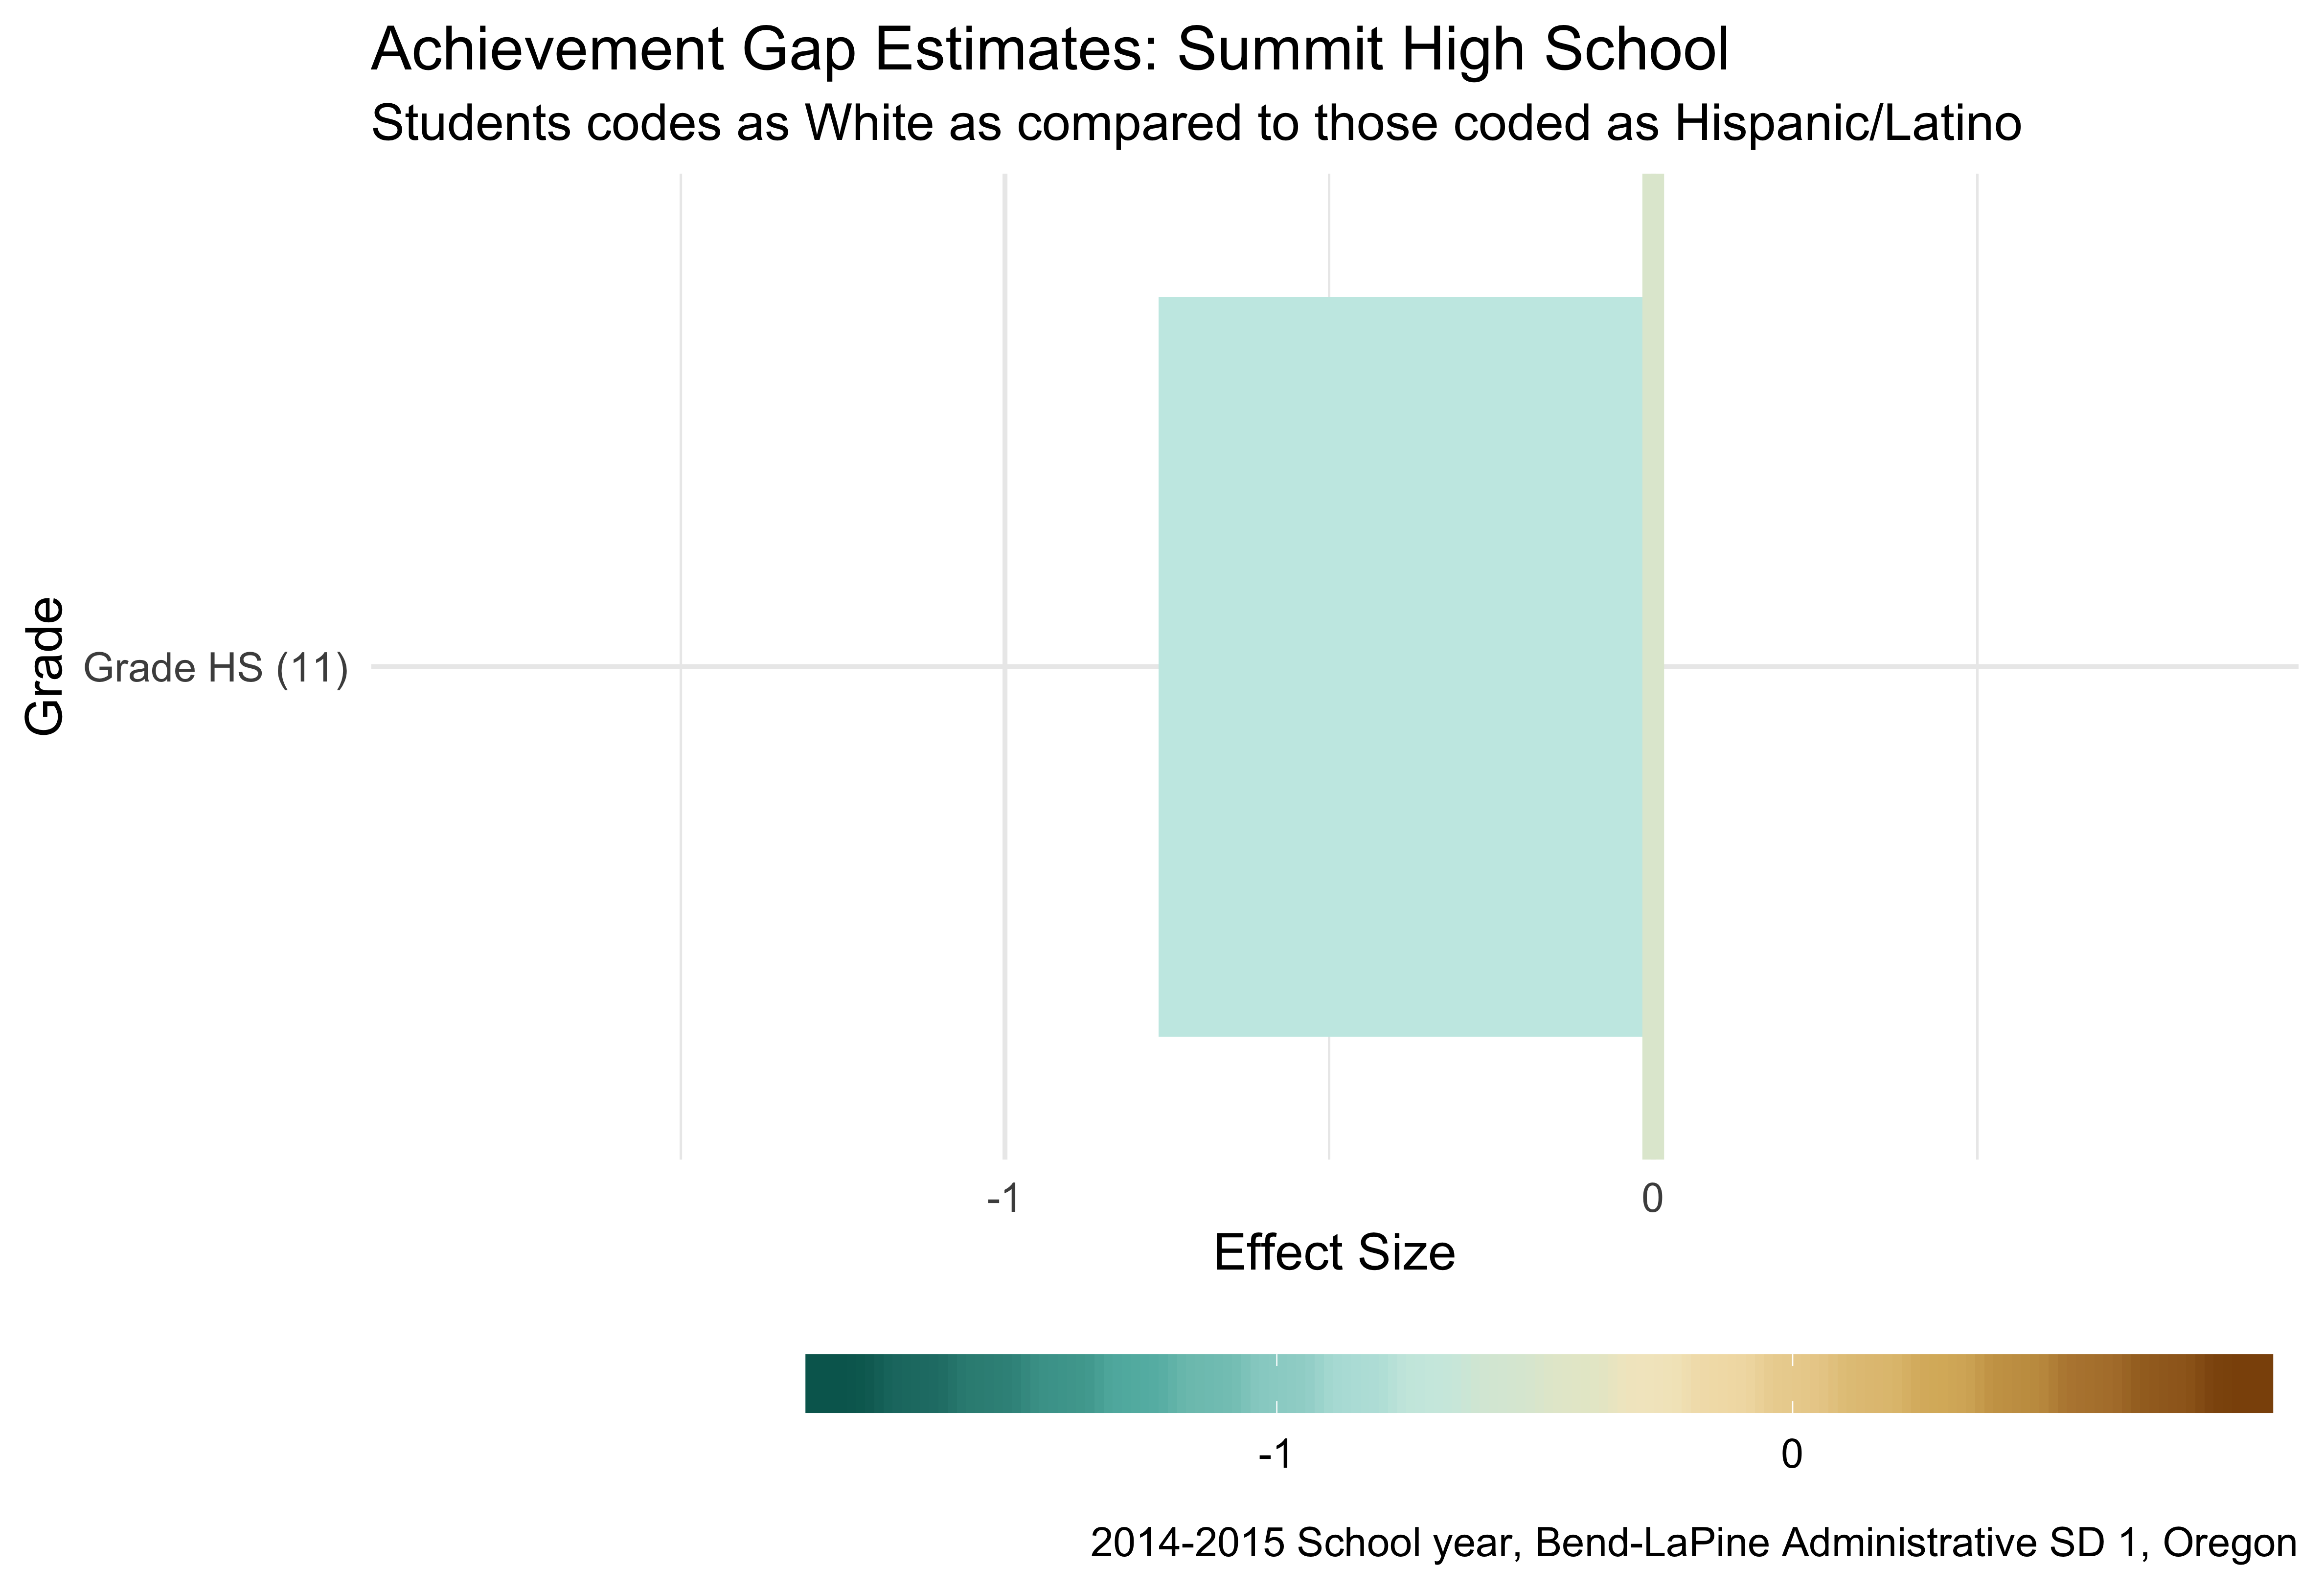 Achievement Gap Estimates: Summit High School
Students codes as White as compared to those coded as Hispanic/Latino
Grade
Grade HS (11)
-1 0
Effect Size
-1 0
2014-2015 School year, Bend-LaPine Administrative SD 1, Oregon